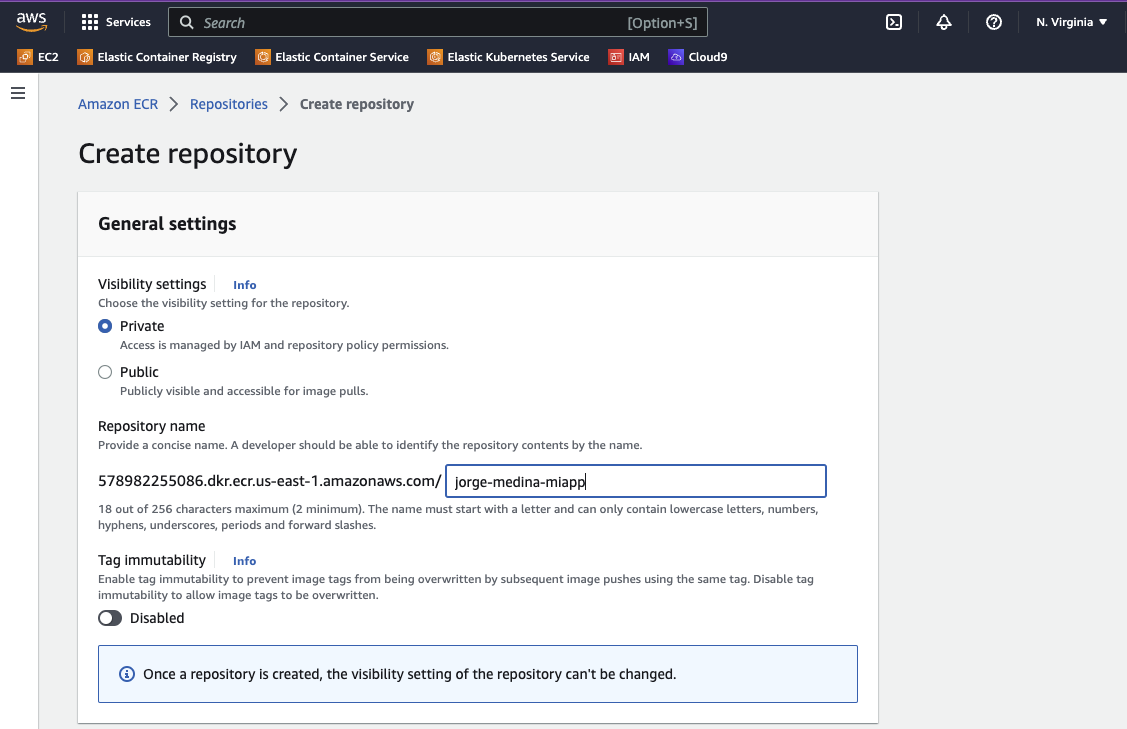 aws
Services
Search
[Option+S]
N. Virginia
EC2
Elastic Container Registry
Elastic Container Service
Elastic Kubernetes Service
IAM
Cloud9
Amazon ECR
Repositories
Create repository
Create repository
General settings
Visibility settings
Info
Choose the visibility setting for the repository.
Private
Access is managed by IAM and repository policy permissions.
Public
Publicly visible and accessible for image pulls.
Repository name
Provide a concise name. A developer should be able to identify the repository contents by the name.
578982255086.dkr.ecr.us-east-1.amazonaws.com/
jorge-medina-miapp
18 out of 256 characters maximum (2 minimum). The name must start with a letter and can only contain lowercase letters, numbers,
hyphens, underscores, periods and forward slashes.
Tag immutability
Info
Enable tag immutability to prevent image tags from being overwritten by subsequent image pushes using the same tag. Disable tag
immutability to allow image tags to be overwritten.
Disabled
Once a repository is created, the visibility setting of the repository can't be changed.